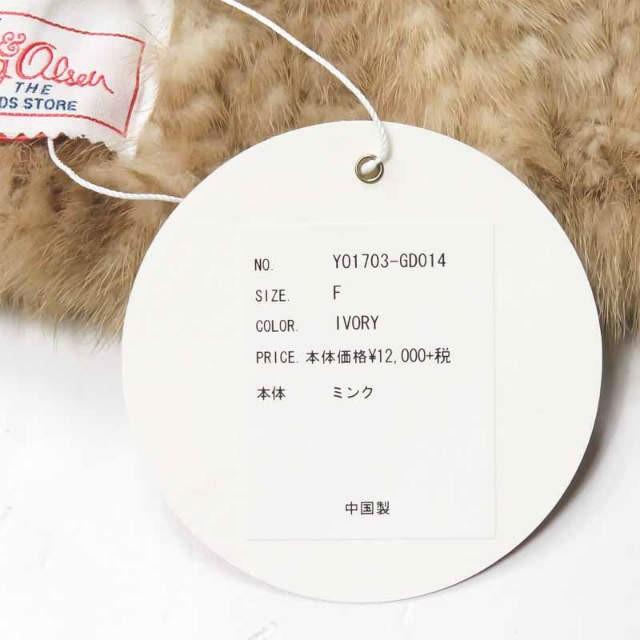 &
Olsen
THE
DS STORE
NO. Y01703-GD014
SIZE. F
COLOR. IVORY
PRICE. 本体価格¥12,000+税
本体 ミンク
中国製